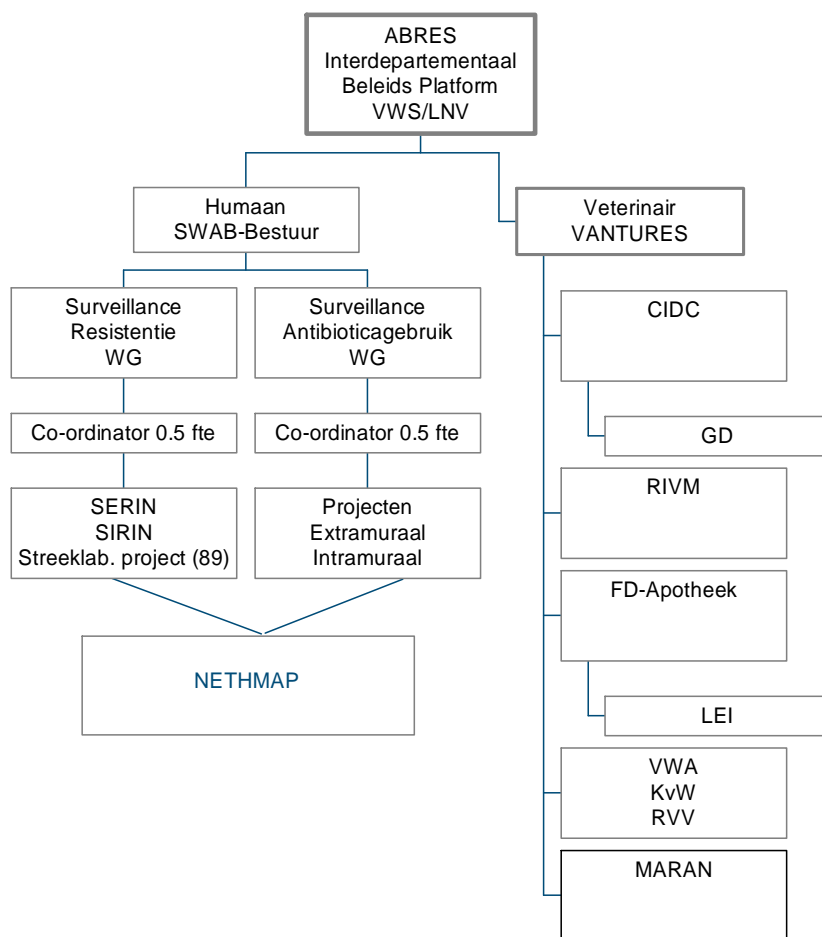 ABRES
Interdepartementaal
Beleids Platform
VWS/LNV
Humaan
SWAB-Bestuur
Veterinair
VANTURES
Surveillance
Resistentie
WG
Surveillance
Antibioticagebruik
WG
CIDC
Co-ordinator 0.5 fte
Co-ordinator 0.5 fte
GD
SERIN
SIRIN
Streeklab. project (89)
Projecten
Extramuraal
Intramuraal
RIVM
FD-Apotheek
NETHMAP
LEI
VWA
KvW
RVV
MARAN